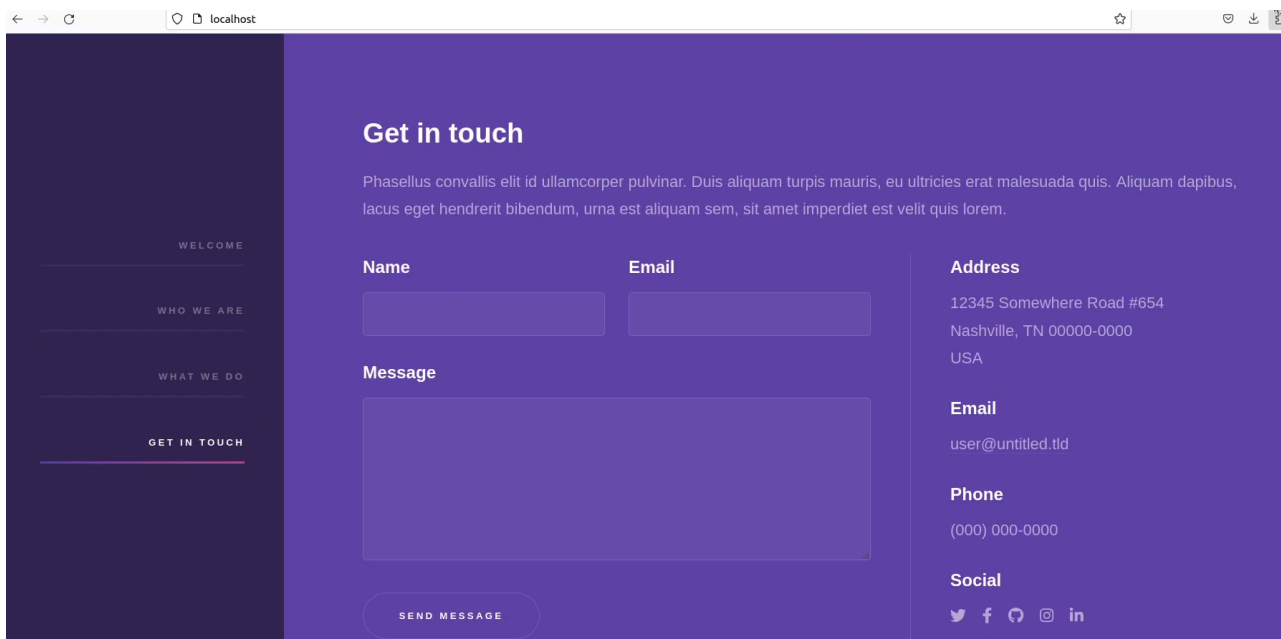 localhost
WELCOME
WHO WE ARE
WHAT WE DO
GET IN TOUCH
Get in touch
Phasellus convallis elit id ullamcorper pulvinar. Duis aliquam turpis mauris, eu ultricies erat malesuada quis. Aliquam dapibus,
lacus eget hendrerit bibendum, urna est aliquam sem, sit amet imperdiet est velit quis lorem.
Name
Email
Message
SEND MESSAGE
Address
12345 Somewhere Road #654
Nashville, TN 00000-0000
USA
Email
user@untitled.tld
Phone
(000) 000-0000
Social